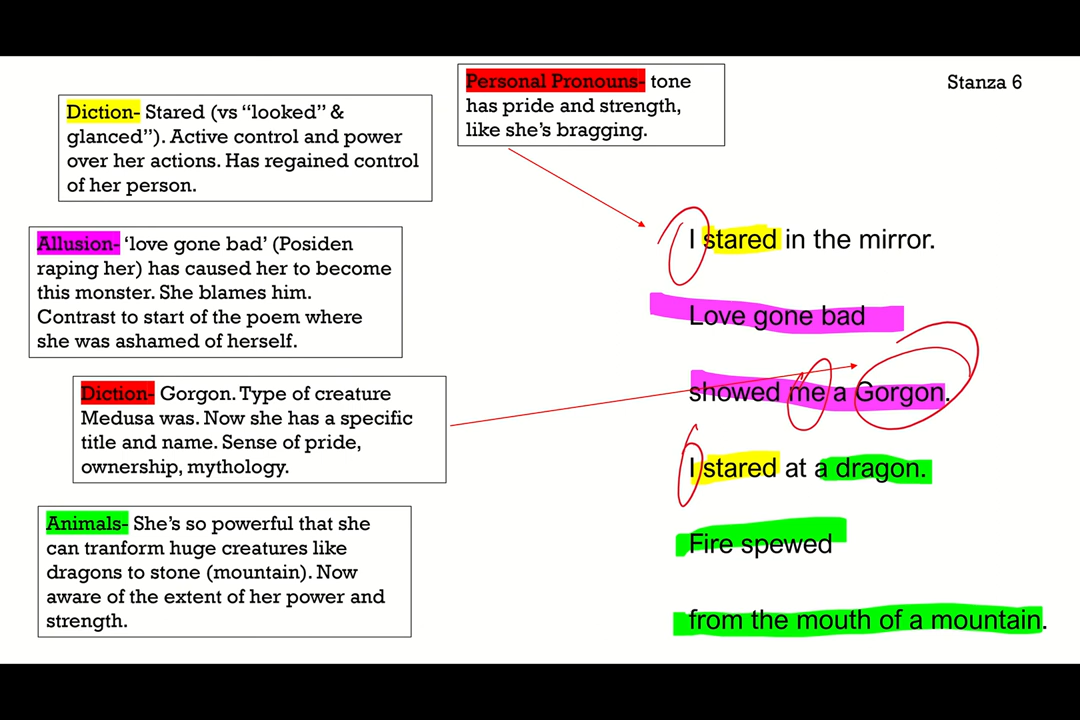 Stanza 6
Personal Pronouns- tone
has pride and strength,
like she's bragging.
Diction- Stared (vs "looked" &
glanced"). Active control and power
over her actions. Has regained control
of her person.
Allusion- 'love gone bad' (Posiden
raping her) has caused her to become
this monster. She blames him.
Contrast to start of the poem where
she was ashamed of herself.
Diction- Gorgon. Type of creature
Medusa was. Now she has a specific
title and name. Sense of pride,
ownership, mythology.
Animals- She's so powerful that she
can tranform huge creatures like
dragons to stone (mountain). Now
aware of the extent of her power and
strength.
I stared in the mirror.
Love gone bad
showed me a Gorgon.
I stared at a dragon.
Fire spewed
from the mouth of a mountain.